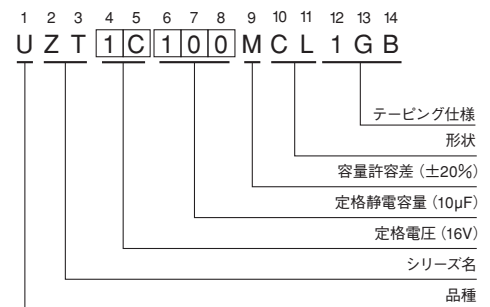 1 2 3 4 5 6 7 8 9 10 11 12 13 14
U Z T 1 C 1 0 0 M C L 1 G B
テーピング仕様
形状
容量許容差 (±20%)
定格静電容量 (10µF)
定格電圧 (16V)
シリーズ名
品種